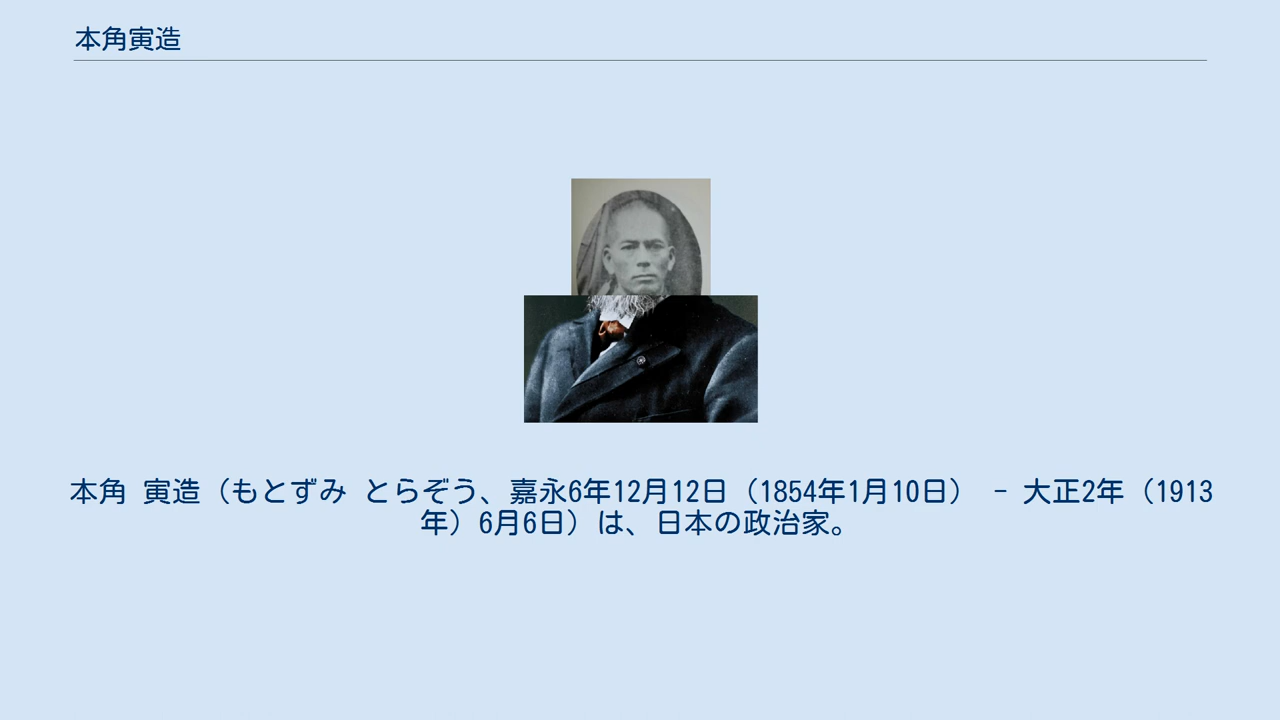 本角寅造
本角 寅造（もとずみ とらぞう、嘉永6年12月12日（1854年1月10日） - 大正2年（1913
年）6月6日）は、日本の政治家。